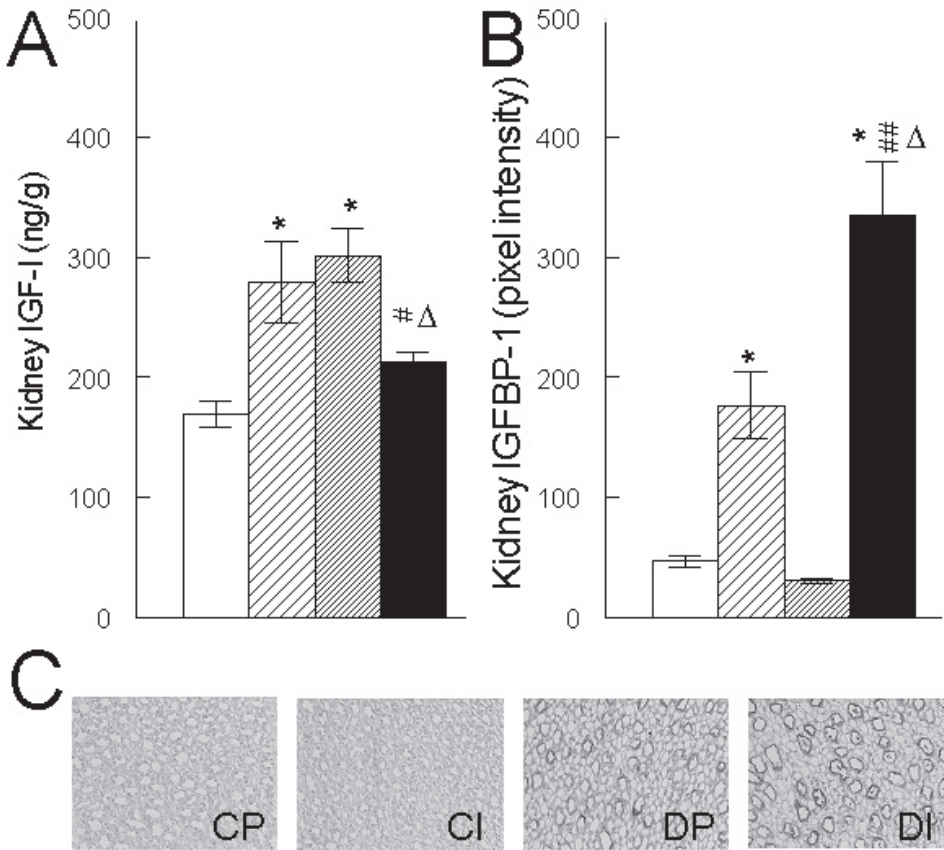 A
Kidney IGF-I (ng/g)
500
400
300
200
100
0
*
*
# Δ
B
Kidney IGFBP-1 (pixel intensity)
500
400
300
200
100
0
*
* ## Δ
C
CP
CI
DP
DI